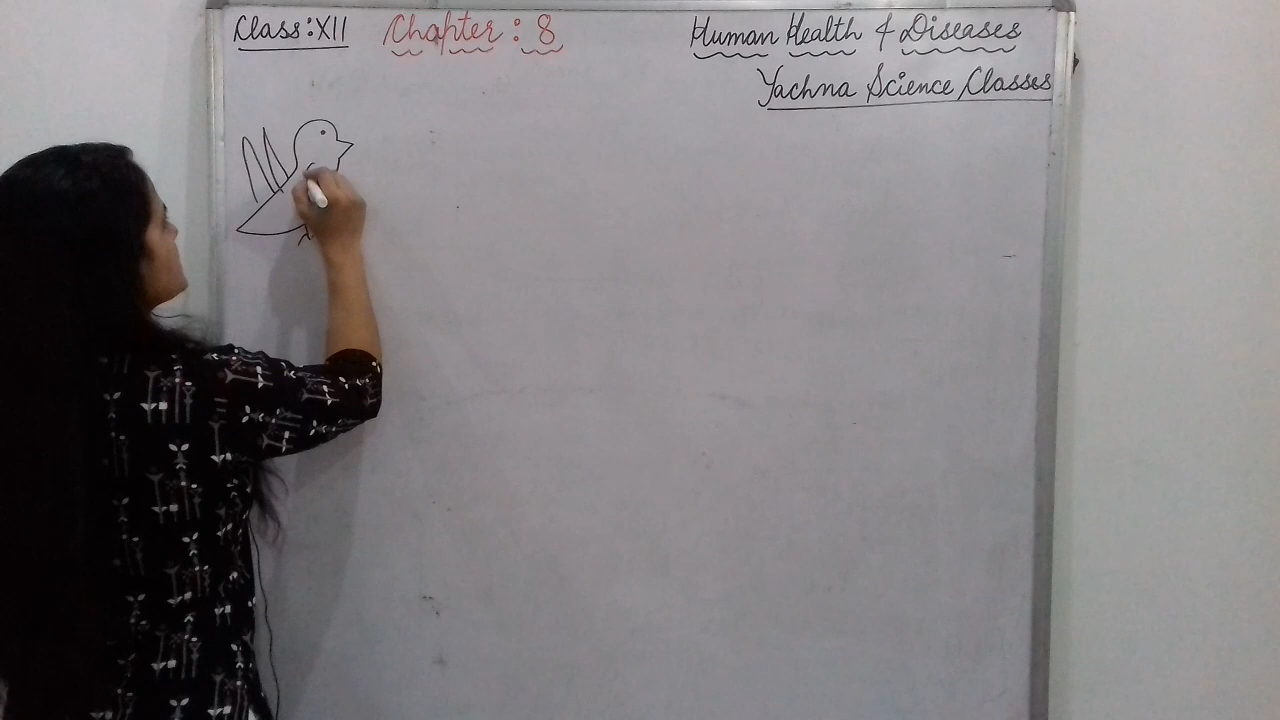 Class:XII Chapter : 8 Human Health & Diseases
Yachna Science Classes